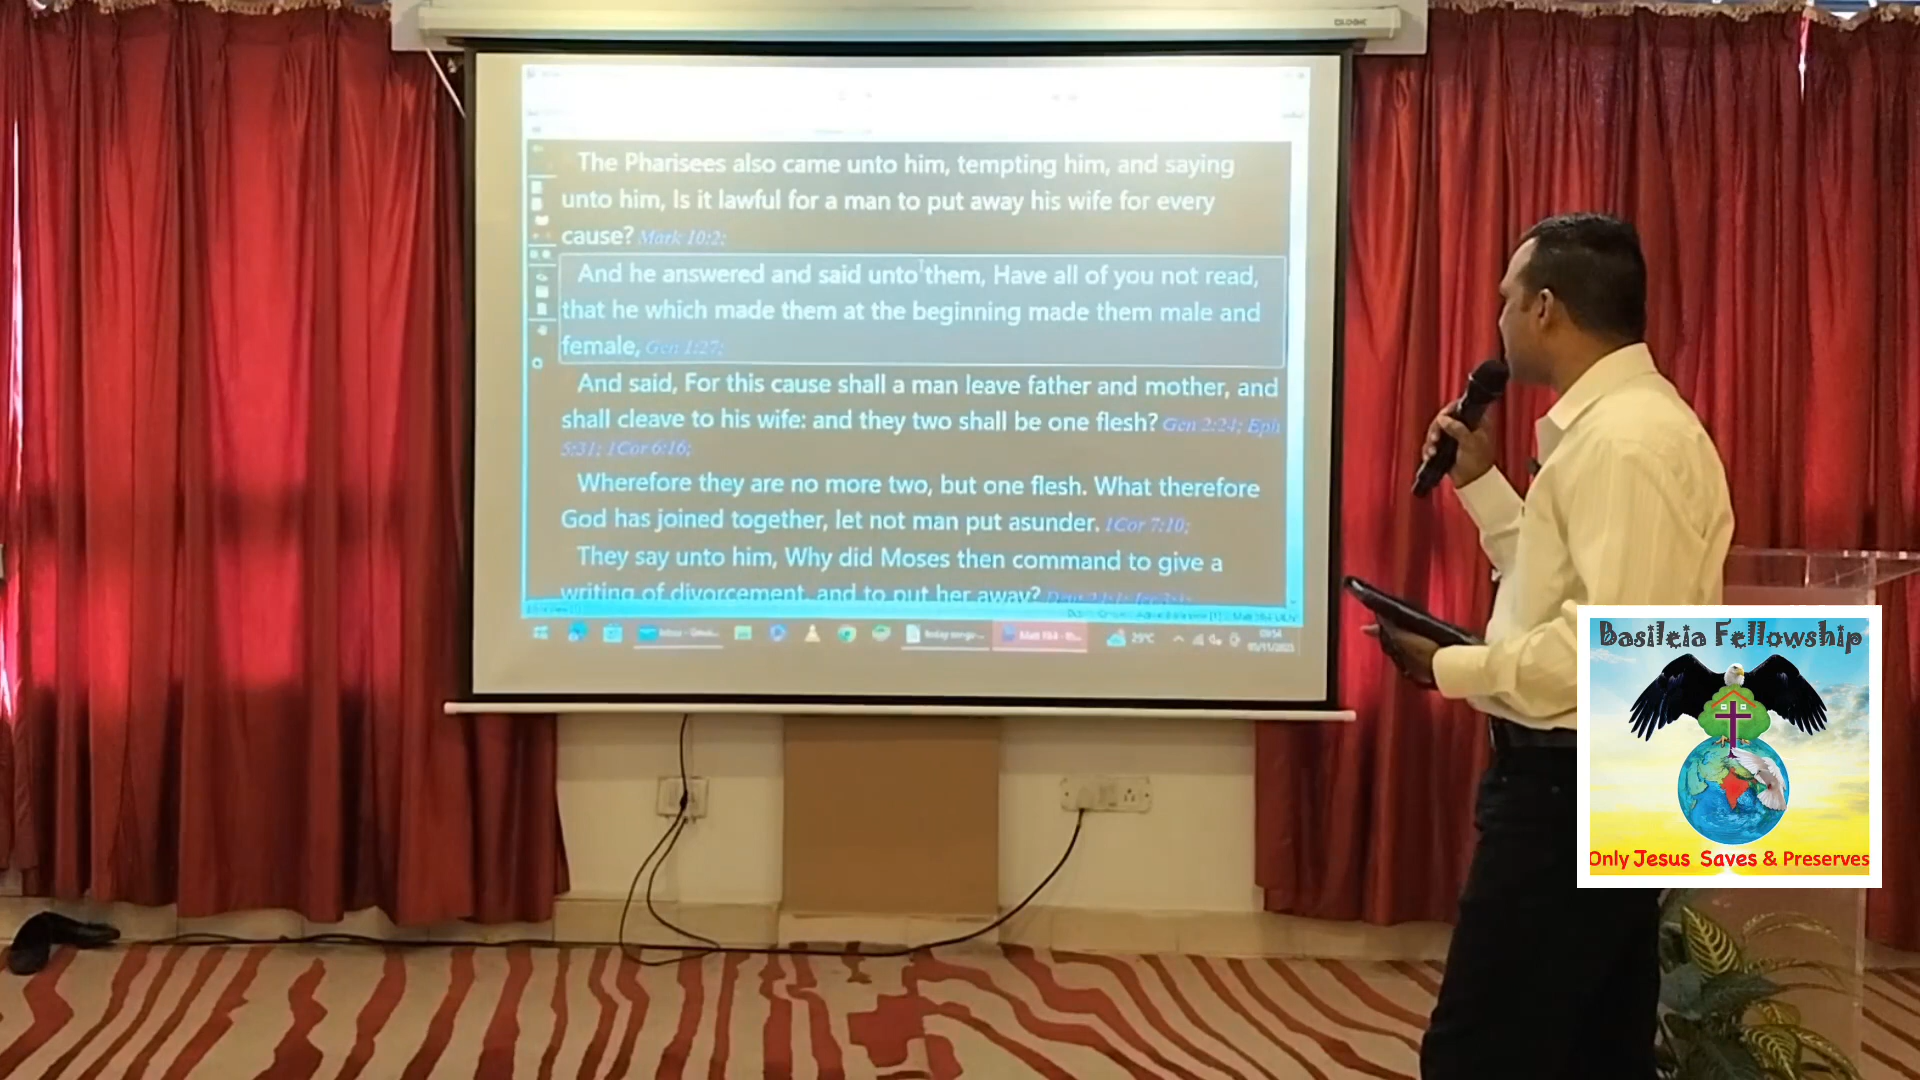 The Pharisees also came unto him, tempting him, and saying
unto him, Is it lawful for a man to put away his wife for every
cause? Mark 10:2;
And he answered and said unto them, Have all of you not read,
that he which made them at the beginning made them male and
female, Gen 1:27;
And said, For this cause shall a man leave father and mother, and
shall cleave to his wife: and they two shall be one flesh? Gen 2:24; Eph
5:31; 1Cor 6:16;
Wherefore they are no more two, but one flesh. What therefore
God has joined together, let not man put asunder. 1Cor 7:10;
They say unto him, Why did Moses then command to give a
writing of divorcement, and to put her away?
29°C
Basileia Fellowship
Only Jesus Saves & Preserves